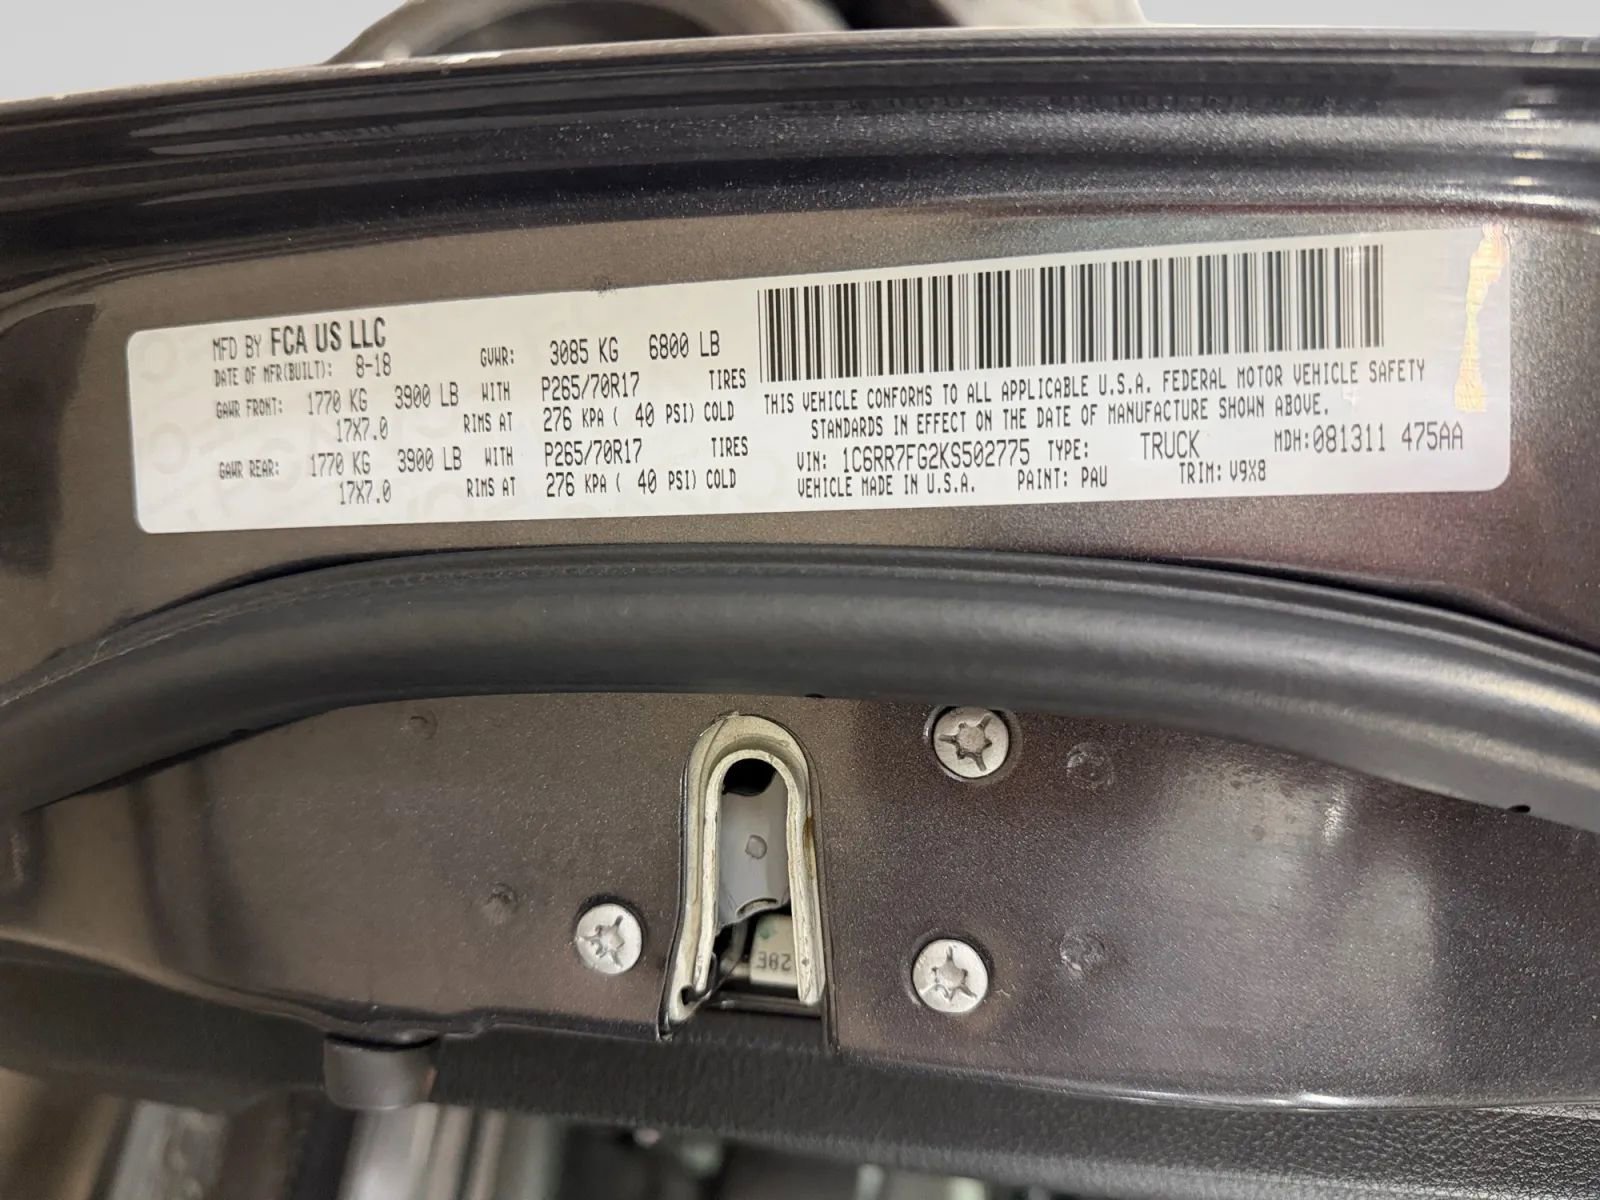 MFD BY FCA US LLC
DATE OF MFR(BUILT): 8-18 GVWR: 3085 KG 6800 LB
GAWR FRONT: 1770 KG 3900 LB WITH P265/70R17 TIRES
17X7.0 RIMS AT 276 KPA ( 40 PSI) COLD
GAWR REAR: 1770 KG 3900 LB WITH P265/70R17 TIRES
17X7.0 RIMS AT 276 KPA ( 40 PSI) COLD
THIS VEHICLE CONFORMS TO ALL APPLICABLE U.S.A. FEDERAL MOTOR VEHICLE SAFETY
STANDARDS IN EFFECT ON THE DATE OF MANUFACTURE SHOWN ABOVE.
VIN: 1C6RR7FG2KS502775 TYPE: TRUCK MDH: 081311 475AA
VEHICLE MADE IN U.S.A. PAINT: PAU TRIM: V9X8